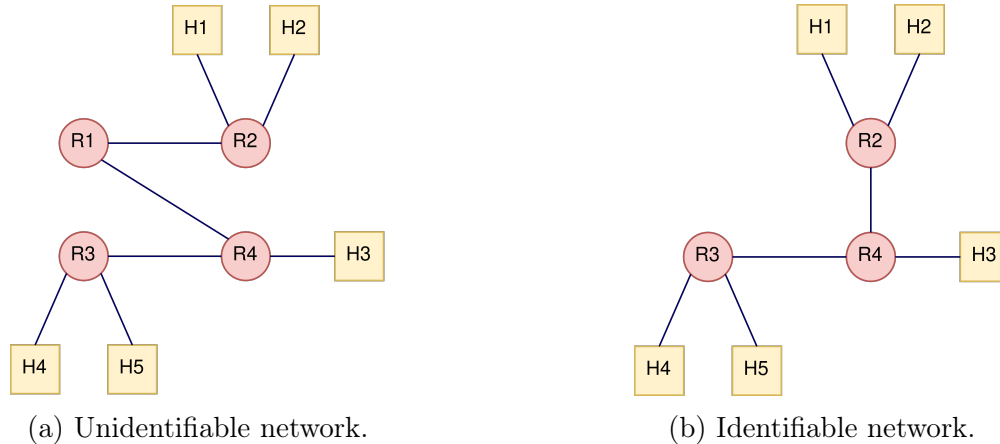 H1
H2
R1
R2
R3
R4
H3
H4
H5
(a) Unidentifiable network.
H1
H2
R2
R3
R4
H3
H4
H5
(b) Identifiable network.